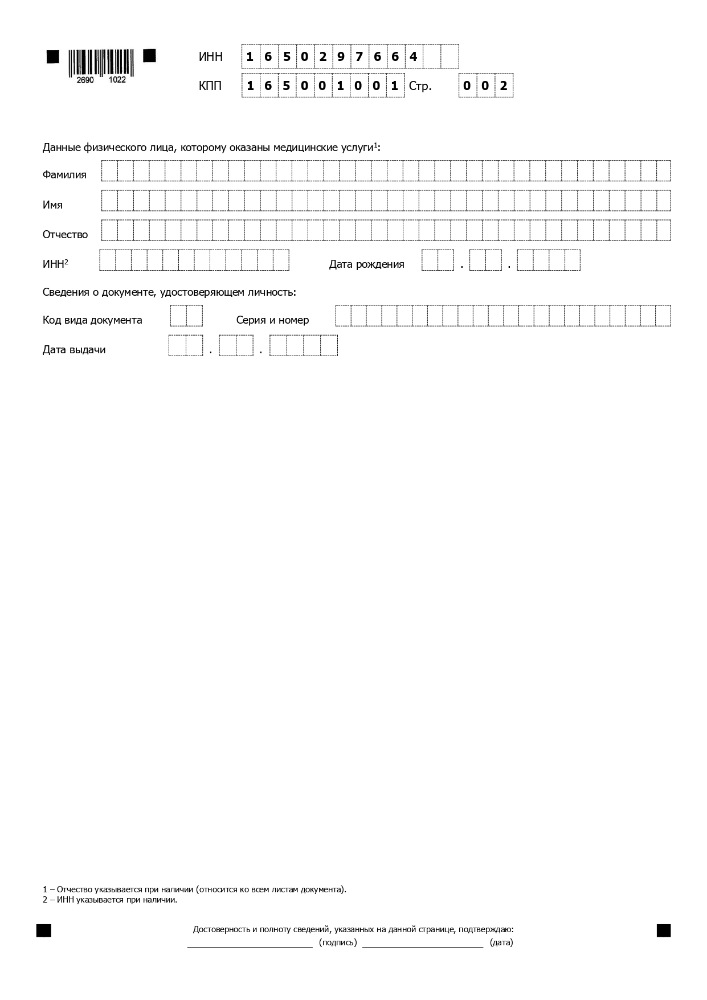 ИНН 1650297664
2690 1022
КПП 165001001 Стр. 002
Данные физического лица, которому оказаны медицинские услуги¹:
Фамилия
Имя
Отчество
ИНН² Дата рождения . .
Сведения о документе, удостоверяющем личность:
Код вида документа Серия и номер
Дата выдачи . .
1 – Отчество указывается при наличии (относится ко всем листам документа).
2 – ИНН указывается при наличии.
Достоверность и полноту сведений, указанных на данной странице, подтверждаю:
(подпись) (дата)